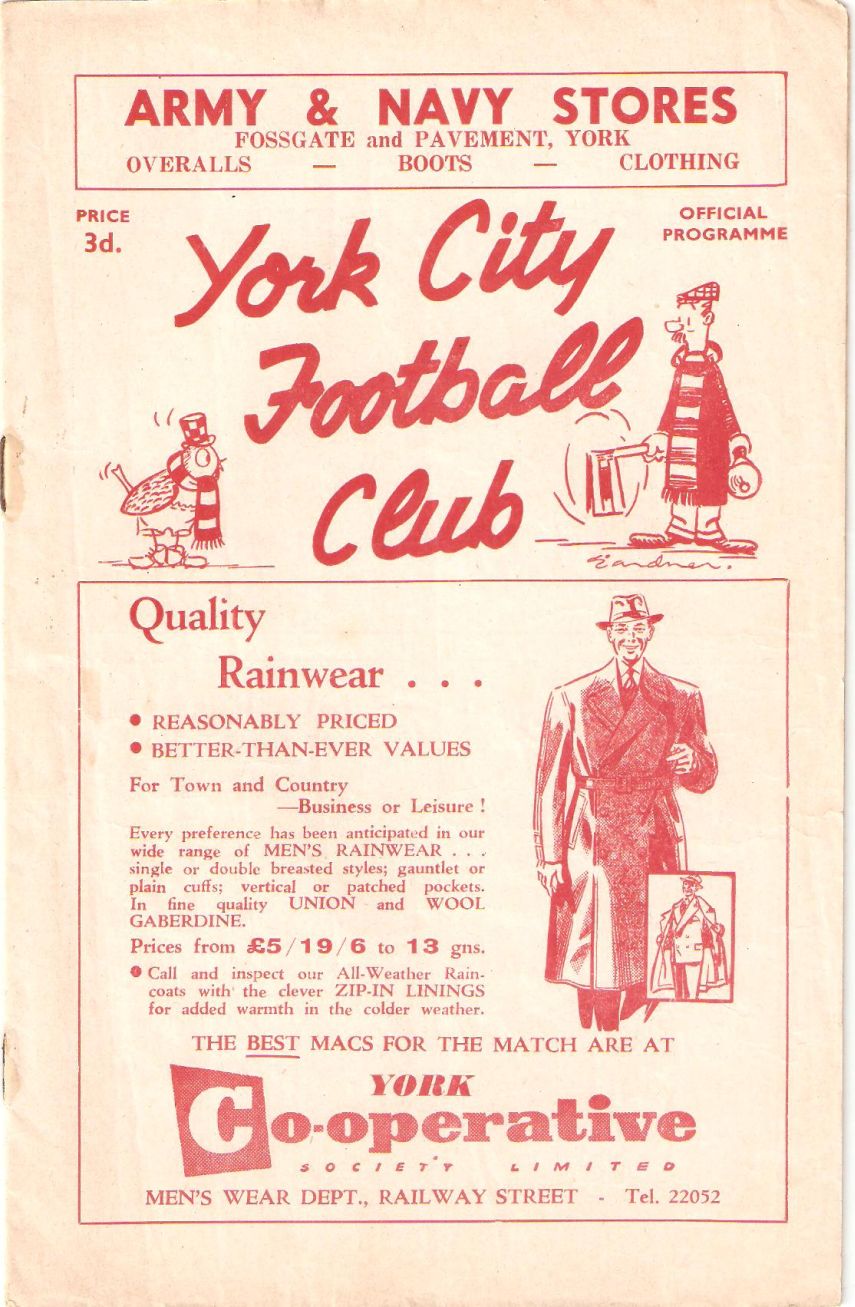 ARMY & NAVY STORES
FOSSGATE and PAVEMENT, YORK
OVERALLS — BOOTS — CLOTHING
PRICE
3d.
OFFICIAL
PROGRAMME
York City
Football
Club
Gardner.
Quality
Rainwear . . .
• REASONABLY PRICED
• BETTER-THAN-EVER VALUES
For Town and Country
—Business or Leisure !
Every preference has been anticipated in our
wide range of MEN'S RAINWEAR . . .
single or double breasted styles; gauntlet or
plain cuffs; vertical or patched pockets.
In fine quality UNION and WOOL
GABERDINE.
Prices from £5/19/6 to 13 gns.
• Call and inspect our All-Weather Rain-
coats with the clever ZIP-IN LININGS
for added warmth in the colder weather.
THE BEST MACS FOR THE MATCH ARE AT
YORK
Co-operative
SOCIETY LIMITED
MEN'S WEAR DEPT., RAILWAY STREET - Tel. 22052